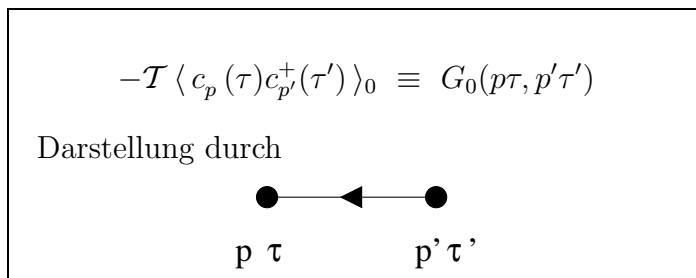 −𝒯 ⟨ c_p (τ)c⁺_{p′}(τ′) ⟩₀ ≡ G₀(pτ, p′τ′)
Darstellung durch
p τ p’ τ’